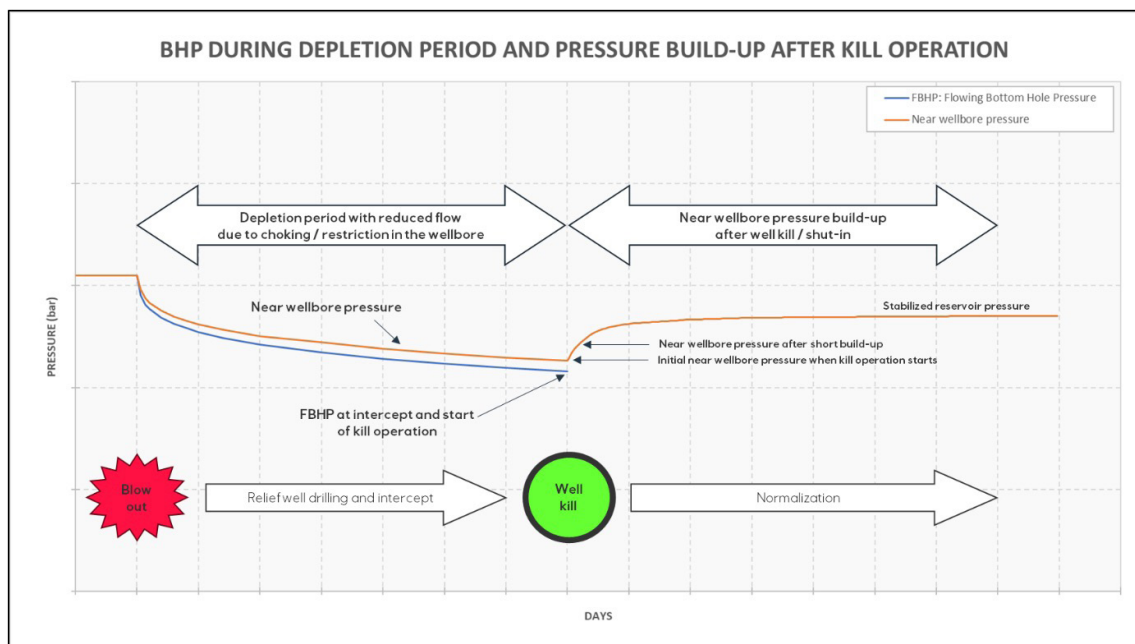 BHP DURING DEPLETION PERIOD AND PRESSURE BUILD-UP AFTER KILL OPERATION
FBHP: Flowing Bottom Hole Pressure
Near wellbore pressure
Depletion period with reduced flow
due to choking / restriction in the wellbore
Near wellbore pressure build-up
after well kill / shut-in
PRESSURE (bar)
Near wellbore pressure
Stabilized reservoir pressure
Near wellbore pressure after short build-up
Initial near wellbore pressure when kill operation starts
FBHP at intercept and start
of kill operation
Blow
out
Relief well drilling and intercept
Well
kill
Normalization
DAYS